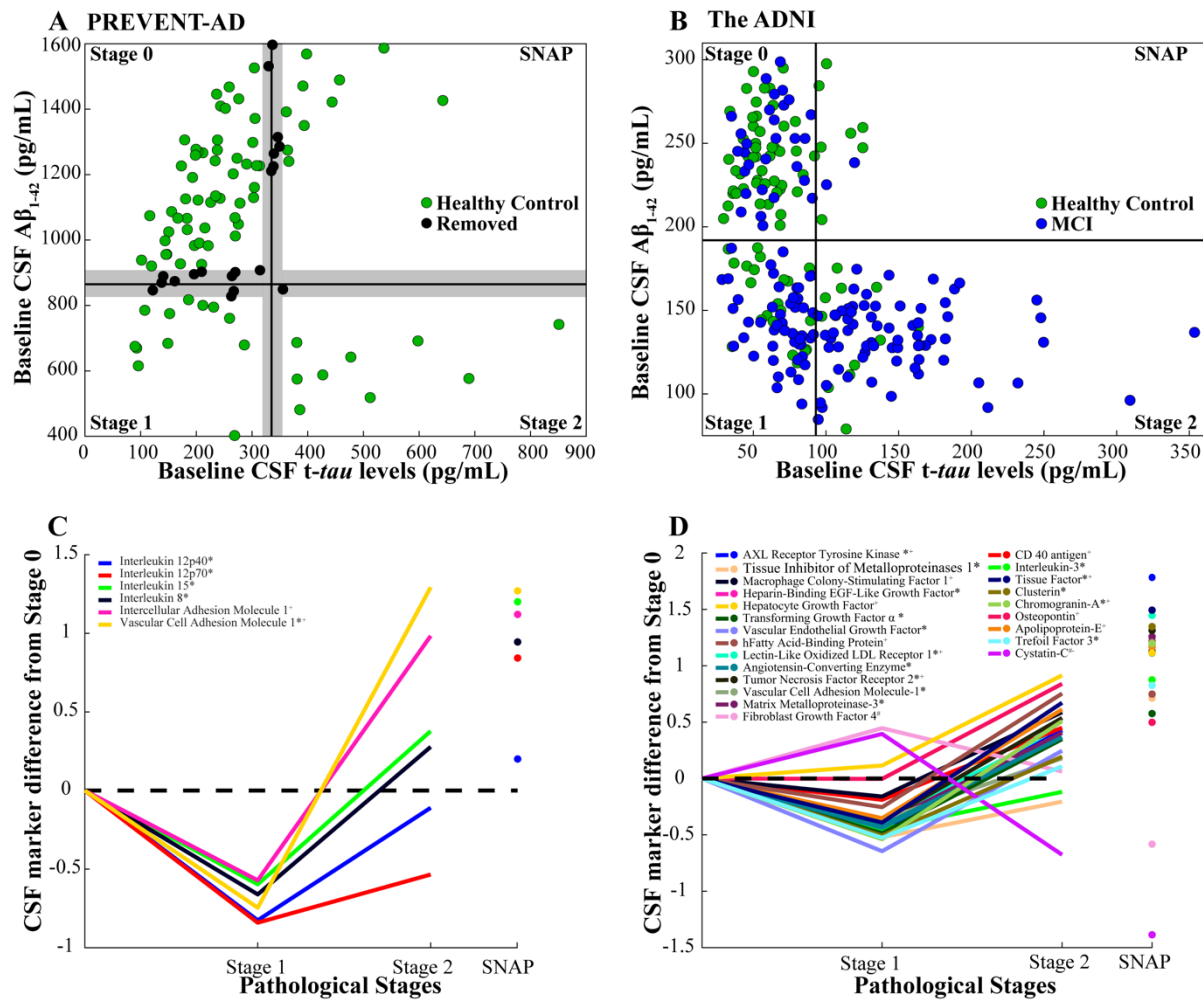 A PREVENT-AD
Stage 0
1600
1400
1200
1000
800
600
400
Baseline CSF Aβ1-42 (pg/mL)
SNAP
Healthy Control
Removed
Stage 1
Stage 2
0 100 200 300 400 500 600 700 800 900
Baseline CSF t-tau levels (pg/mL)
B The ADNI
Stage 0
SNAP
300
250
200
150
100
Baseline CSF Aβ1-42 (pg/mL)
Healthy Control
MCI
Stage 1
Stage 2
50 100 150 200 250 300 350
Baseline CSF t-tau levels (pg/mL)
C
1.5
1
0.5
0
-0.5
-1
CSF marker difference from Stage 0
Interleukin 12p40*
Interleukin 12p70*
Interleukin 15*
Interleukin 8*
Intercellular Adhesion Molecule 1+
Vascular Cell Adhesion Molecule 1*+
Stage 1 Stage 2 SNAP
Pathological Stages
D
2
1.5
1
0.5
0
-0.5
-1
-1.5
CSF marker difference from Stage 0
AXL Receptor Tyrosine Kinase *+
Tissue Inhibitor of Metalloproteinases 1*
Macrophage Colony-Stimulating Factor 1+
Heparin-Binding EGF-Like Growth Factor*
Hepatocyte Growth Factor+
Transforming Growth Factor α *
Vascular Endothelial Growth Factor*
hFatty Acid-Binding Protein+
Lectin-Like Oxidized LDL Receptor 1*+
Angiotensin-Converting Enzyme*
Tumor Necrosis Factor Receptor 2*+
Vascular Cell Adhesion Molecule-1*
Matrix Metalloproteinase-3*
Fibroblast Growth Factor 4#
CD 40 antigen+
Interleukin-3*
Tissue Factor*+
Clusterin*
Chromogranin-A*+
Osteopontin+
Apolipoprotein-E+
Trefoil Factor 3*
Cystatin-C#~
Stage 1 Stage 2 SNAP
Pathological Stages